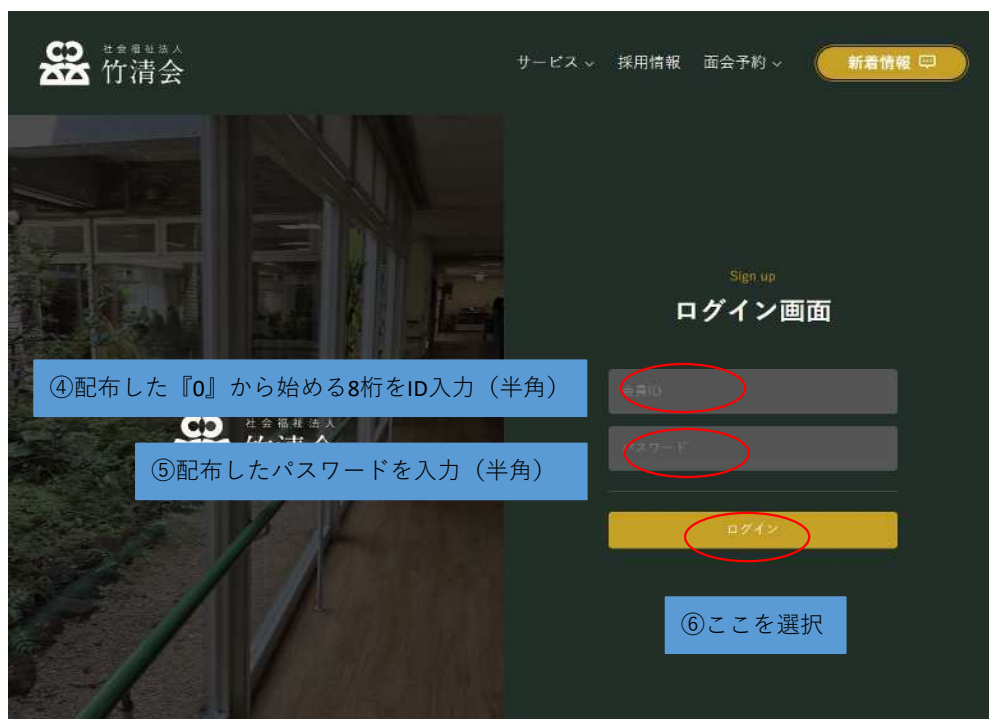 社会福祉法人
竹清会
サービス
採用情報
面会予約
新着情報
Sign up
ログイン画面
④配布した『0』から始める8桁をID入力（半角）
会員ID
社会福祉法人
竹清会
⑤配布したパスワードを入力（半角）
パスワード
ログイン
⑥ここを選択